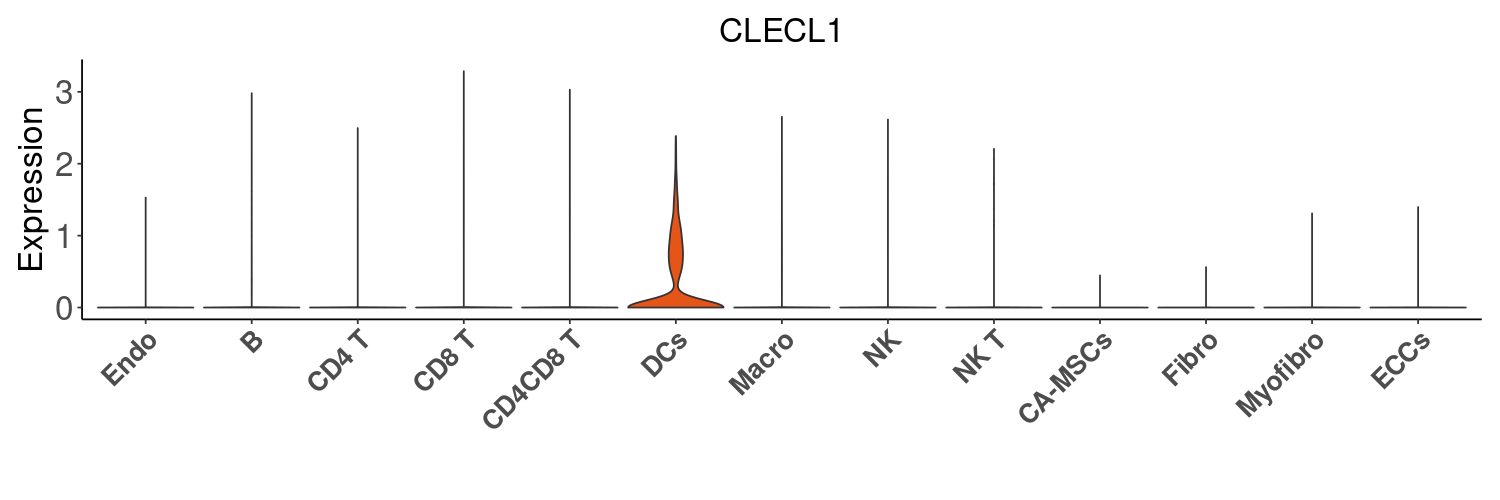 CLECL1
Expression
3
2
1
0
Endo
B
CD4 T
CD8 T
CD4CD8 T
DCs
Macro
NK
NK T
CA-MSCs
Fibro
Myofibro
ECCs